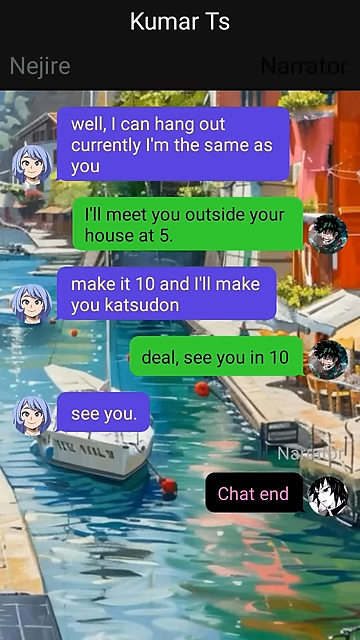 Kumar Ts
Nejire
Narrator
well, I can hang out
currently I'm the same as
you
I'll meet you outside your
house at 5.
make it 10 and I'll make
you katsudon
deal, see you in 10
see you.
Narrator
Chat end